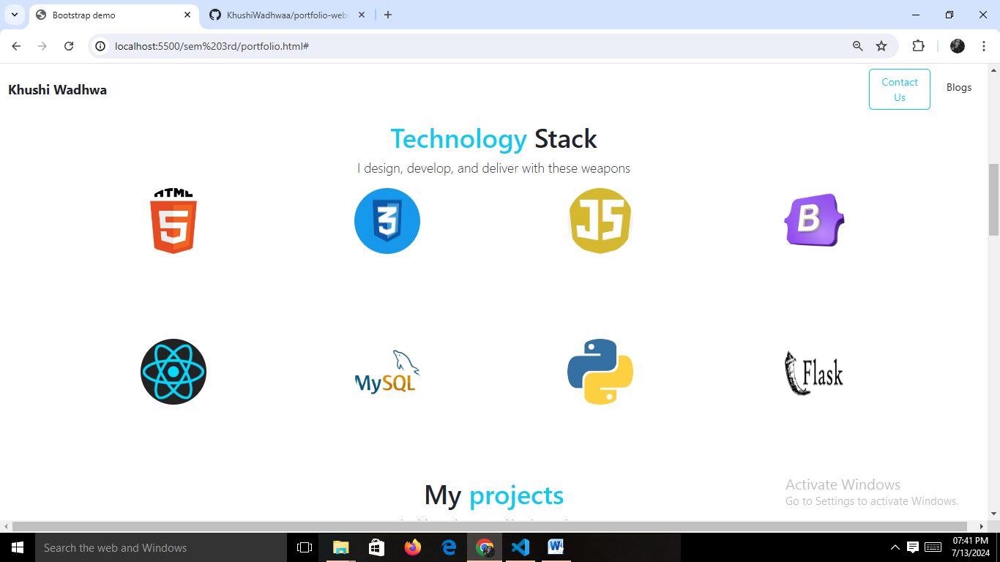 Bootstrap demo
KhushiWadhwaa/portfolio-webs
localhost:5500/sem%203rd/portfolio.html#
Khushi Wadhwa
Contact
Us
Blogs
Technology Stack
I design, develop, and deliver with these weapons
HTML
5
3
JS
B
MySQL
Flask
My projects
Activate Windows
Go to Settings to activate Windows.
Search the web and Windows
07:41 PM
7/13/2024